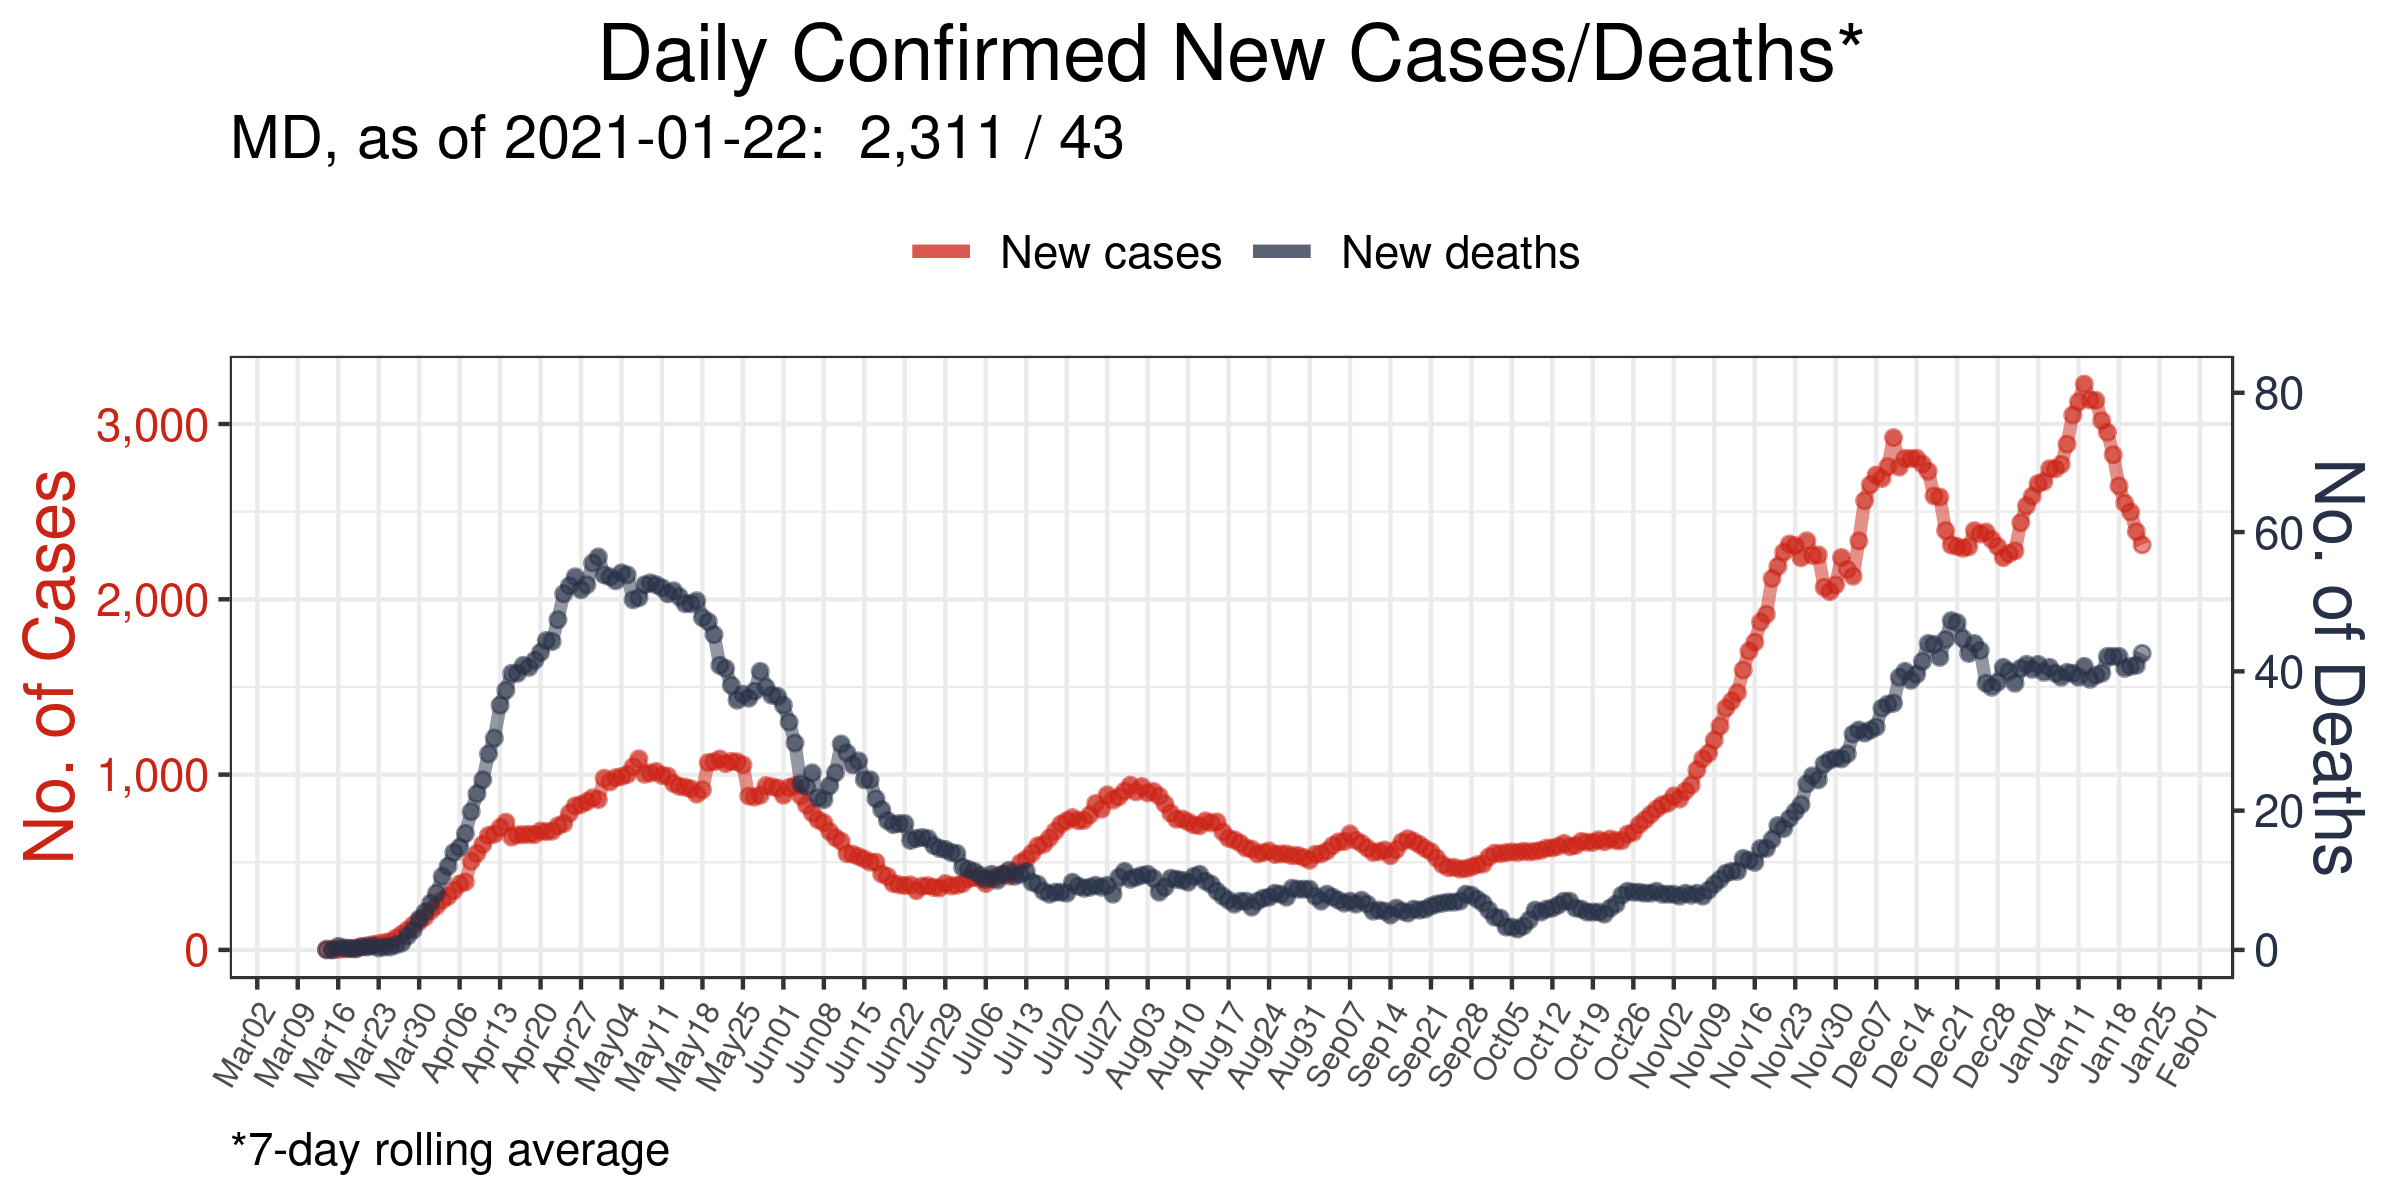 Daily Confirmed New Cases/Deaths*
MD, as of 2021-01-22:  2,311 / 43
New cases
New deaths
No. of Cases
3,000
2,000
1,000
0
80
60
40
20
0
No. of Deaths
Mar02
Mar09
Mar16
Mar23
Mar30
Apr06
Apr13
Apr20
Apr27
May04
May11
May18
May25
Jun01
Jun08
Jun15
Jun22
Jun29
Jul06
Jul13
Jul20
Jul27
Aug03
Aug10
Aug17
Aug24
Aug31
Sep07
Sep14
Sep21
Sep28
Oct05
Oct12
Oct19
Oct26
Nov02
Nov09
Nov16
Nov23
Nov30
Dec07
Dec14
Dec21
Dec28
Jan04
Jan11
Jan18
Jan25
Feb01
*7-day rolling average